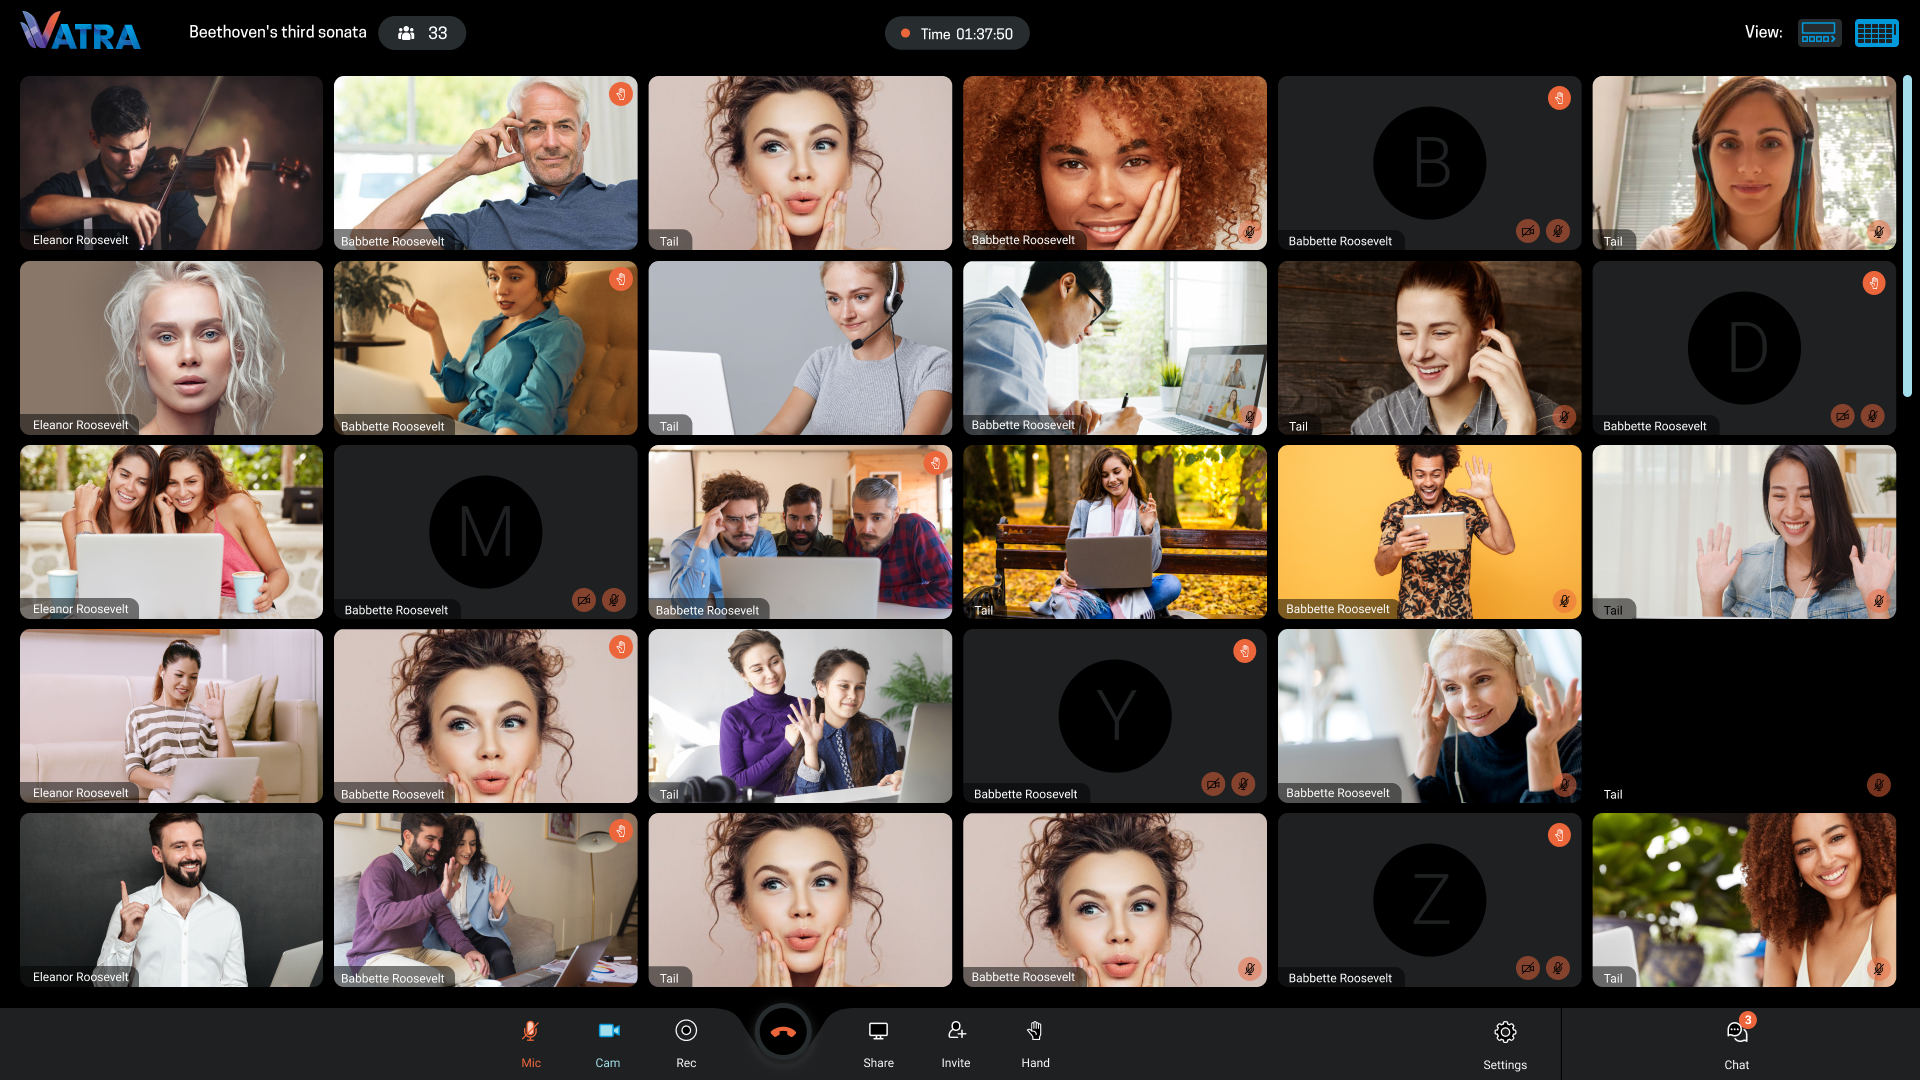 VATRA
Beethoven's third sonata
33
Time 01:37:50
View:
Eleanor Roosevelt
Babbette Roosevelt
Tail
Babbette Roosevelt
B
Babbette Roosevelt
Tail
Eleanor Roosevelt
Babbette Roosevelt
Tail
Babbette Roosevelt
Tail
D
Babbette Roosevelt
Eleanor Roosevelt
M
Babbette Roosevelt
Babbette Roosevelt
Tail
Babbette Roosevelt
Tail
Eleanor Roosevelt
Babbette Roosevelt
Tail
Y
Babbette Roosevelt
Babbette Roosevelt
Tail
Eleanor Roosevelt
Babbette Roosevelt
Tail
Babbette Roosevelt
Z
Babbette Roosevelt
Tail
Mic
Cam
Rec
Share
Invite
Hand
Settings
3
Chat